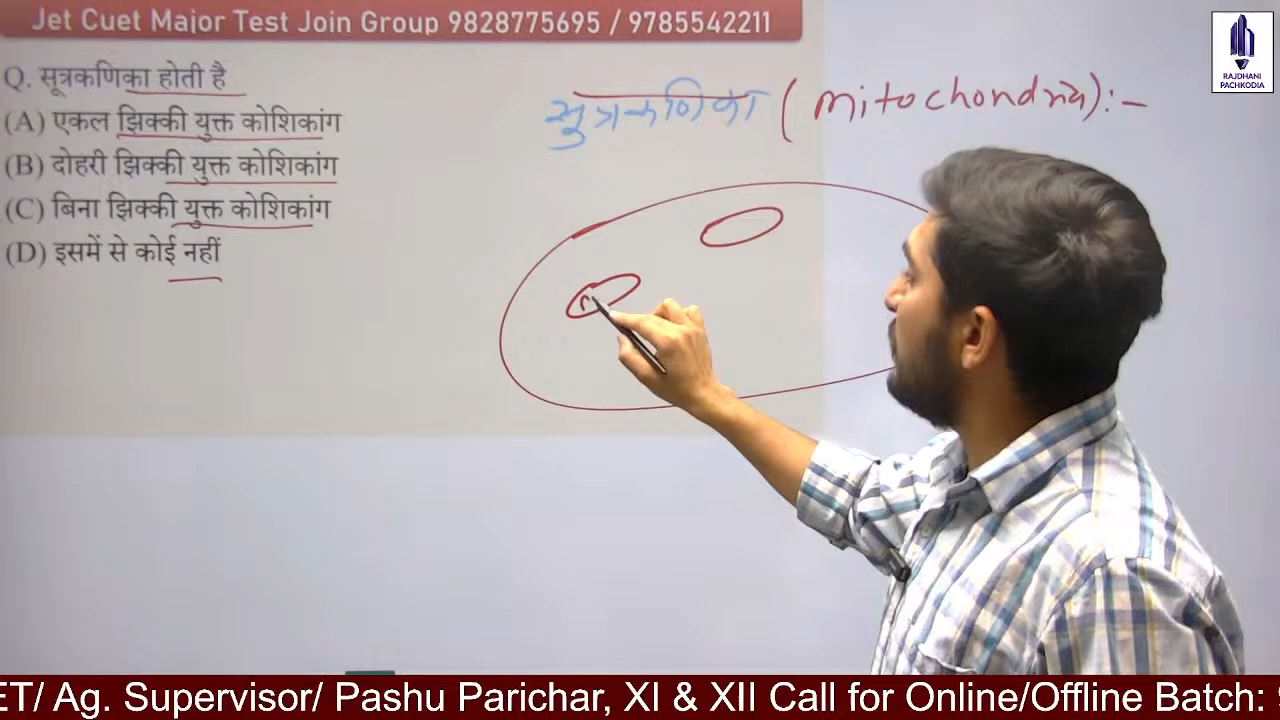 Jet Cuet Major Test Join Group 9828775695 / 9785542211
RAJDHANI
PACHKODIA
Q. सूत्रकणिका होती है
(A) एकल झिक्की युक्त कोशिकांग
(B) दोहरी झिक्की युक्त कोशिकांग
(C) बिना झिक्की युक्त कोशिकांग
(D) इसमें से कोई नहीं
सुत्रकणिका (mitochondria):-
ET/ Ag. Supervisor/ Pashu Parichar, XI & XII Call for Online/Offline Batch: